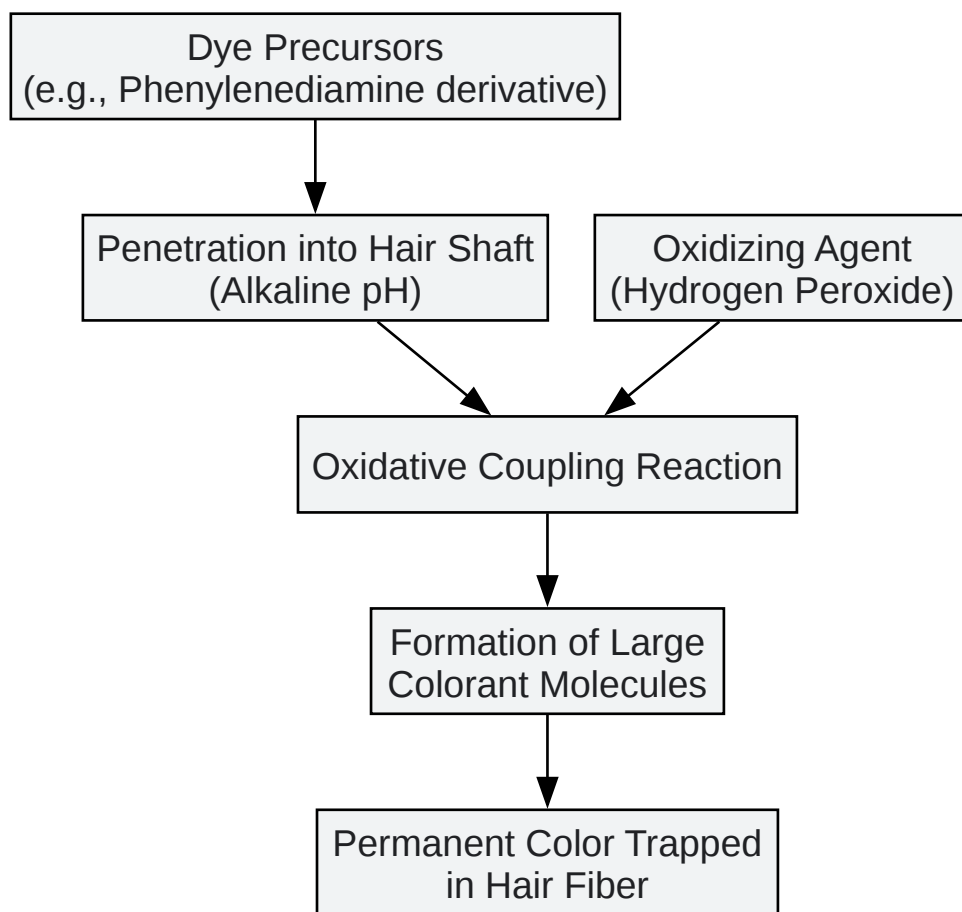 Dye Precursors
(e.g., Phenylenediamine derivative)
Penetration into Hair Shaft
(Alkaline pH)
Oxidizing Agent
(Hydrogen Peroxide)
Oxidative Coupling Reaction
Formation of Large
Colorant Molecules
Permanent Color Trapped
in Hair Fiber